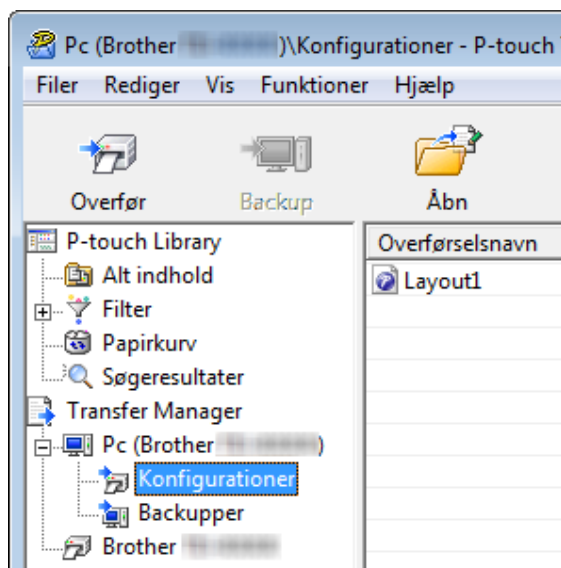 Pc (Brother )\Konfigurationer - P-touch
Filer Rediger Vis Funktioner Hjælp
Overfør Backup Åbn
P-touch Library
Alt indhold
Filter
Papirkurv
Søgeresultater
Transfer Manager
Pc (Brother )
Konfigurationer
Backupper
Brother
Overførselsnavn
Layout1